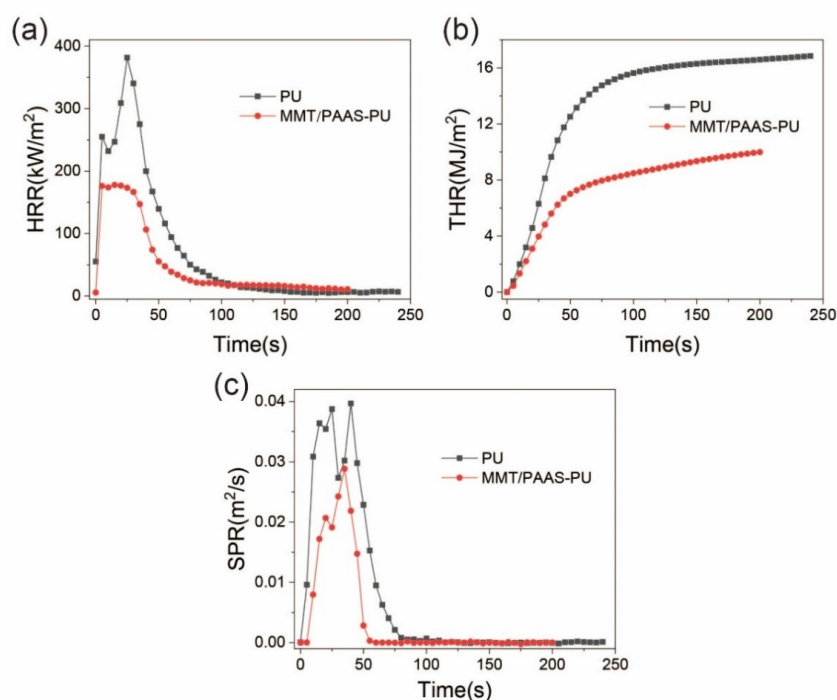 (a)
400
300
200
100
0
HRR(kW/m²)
PU
MMT/PAAS-PU
0 50 100 150 200 250
Time(s)
(b)
16
12
8
4
0
THR(MJ/m²)
PU
MMT/PAAS-PU
0 50 100 150 200 250
Time(s)
(c)
0.04
0.03
0.02
0.01
0.00
SPR(m²/s)
PU
MMT/PAAS-PU
0 50 100 150 200 250
Time(s)